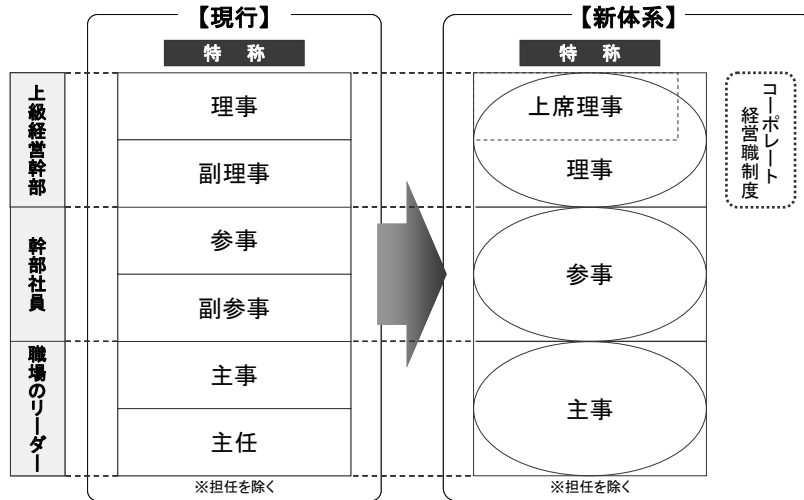 【現行】
特 称
上級経営幹部
理事
副理事
幹部社員
参事
副参事
職場のリーダー
主事
主任
※担任を除く
【新体系】
特 称
上席理事
理事
参事
主事
※担任を除く
コーポレート
経営職制度